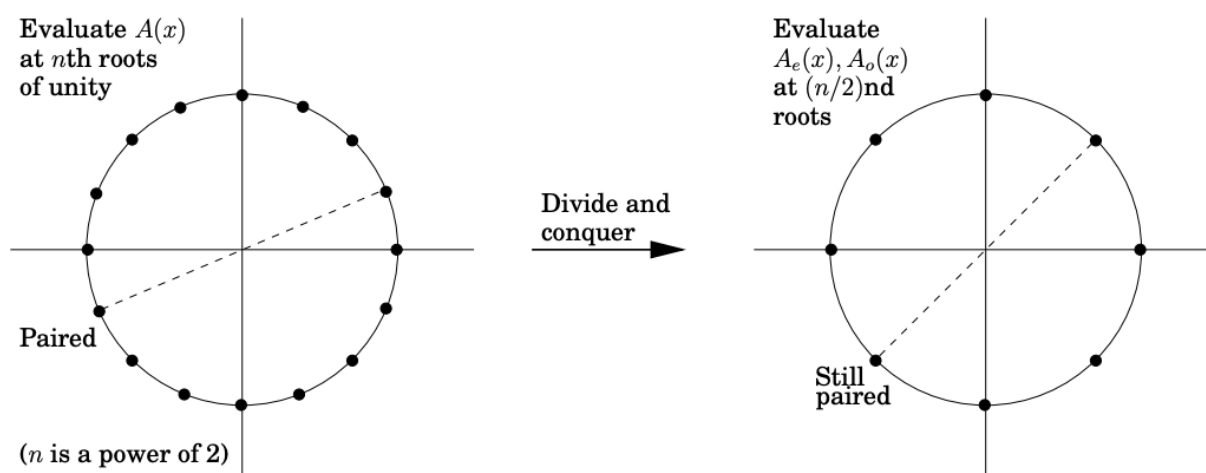 Evaluate A(x)
at nth roots
of unity
Paired
(n is a power of 2)
Divide and
conquer
Evaluate
Aₑ(x), Aₒ(x)
at (n/2)nd
roots
Still
paired